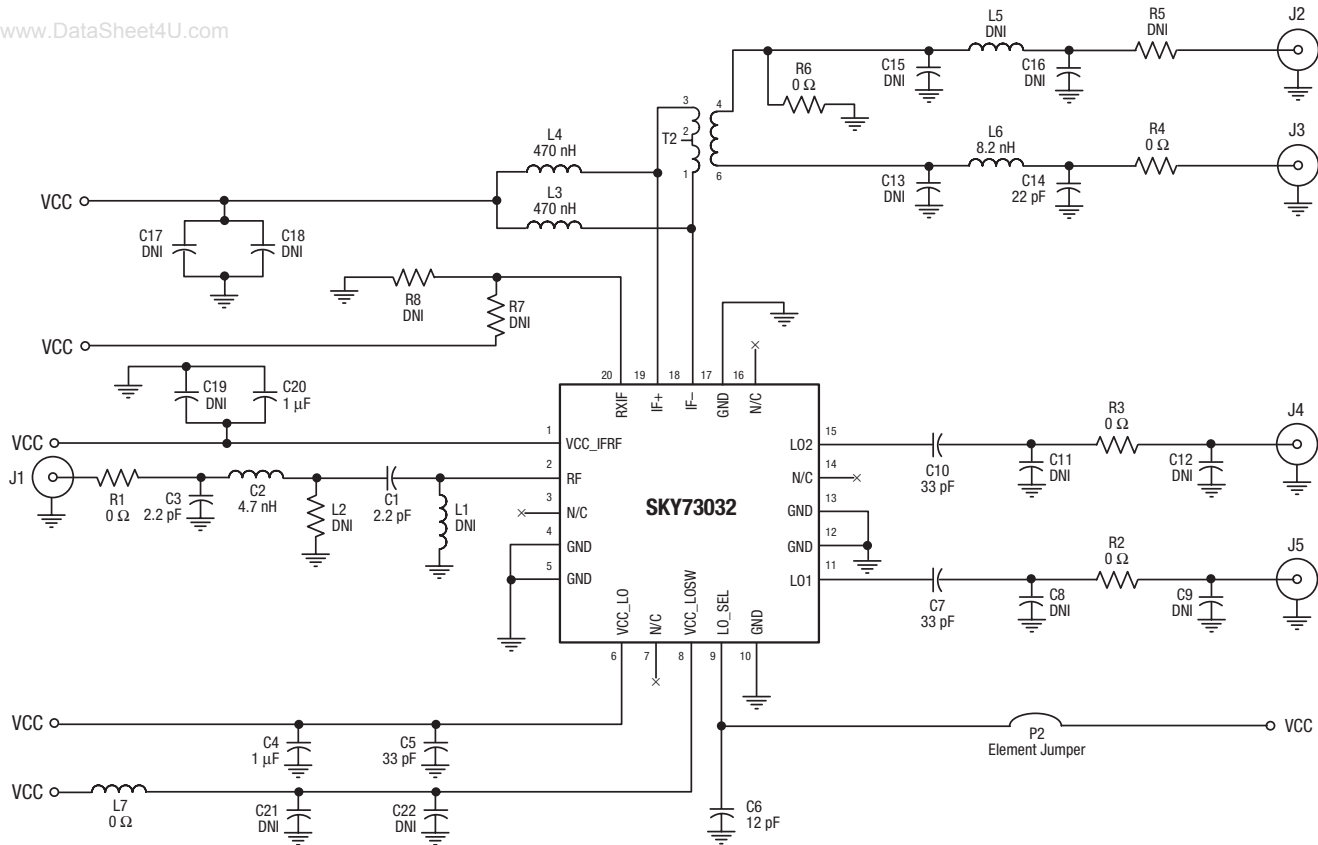 www.DataSheet4U.com
L5
DNI
R5
DNI
J2
C15
DNI
C16
DNI
R6
0 Ω
3
4
T2
2
1
6
L6
8.2 nH
R4
0 Ω
J3
C13
DNI
C14
22 pF
L4
470 nH
L3
470 nH
VCC
C17
DNI
C18
DNI
R8
DNI
R7
DNI
VCC
C19
DNI
C20
1 μF
VCC
J1
R1
0 Ω
C3
2.2 pF
C2
4.7 nH
L2
DNI
C1
2.2 pF
L1
DNI
20
19
18
17
16
RXIF
IF+
IF–
GND
N/C
1
VCC_IFRF
2
RF
3
N/C
4
GND
5
GND
SKY73032
15
LO2
14
N/C
13
GND
12
GND
11
LO1
VCC_LO
N/C
VCC_LOSW
LO_SEL
GND
6
7
8
9
10
C10
33 pF
C11
DNI
R3
0 Ω
C12
DNI
J4
C7
33 pF
C8
DNI
R2
0 Ω
C9
DNI
J5
VCC
C4
1 μF
C5
33 pF
P2
Element Jumper
VCC
VCC
L7
0 Ω
C21
DNI
C22
DNI
C6
12 pF